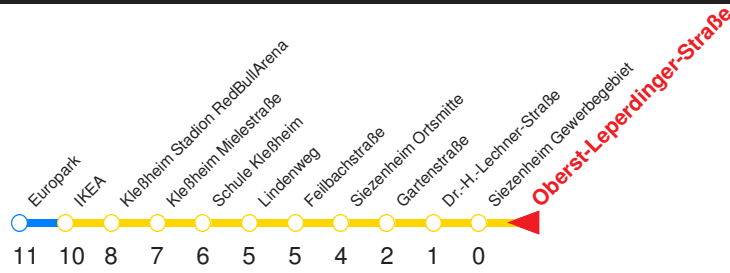 Europark
IKEA
Kleßheim Stadion RedBullArena
Kleßheim Mielestraße
Schule Kleßheim
Lindenweg
Feilbachstraße
Siezenheim Ortsmitte
Gartenstraße
Dr.-H.-Lechner-Straße
Siezenheim Gewerbegebiet
Oberst-Leperdinger-Straße
11 10 8 7 6 5 5 4 2 1 0